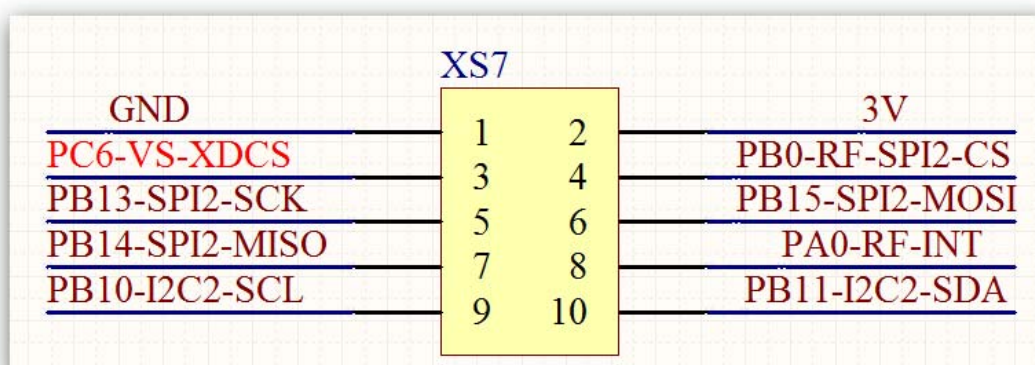 XS7
GND 1 2 3V
PC6-VS-XDCS 3 4 PB0-RF-SPI2-CS
PB13-SPI2-SCK 5 6 PB15-SPI2-MOSI
PB14-SPI2-MISO 7 8 PA0-RF-INT
PB10-I2C2-SCL 9 10 PB11-I2C2-SDA